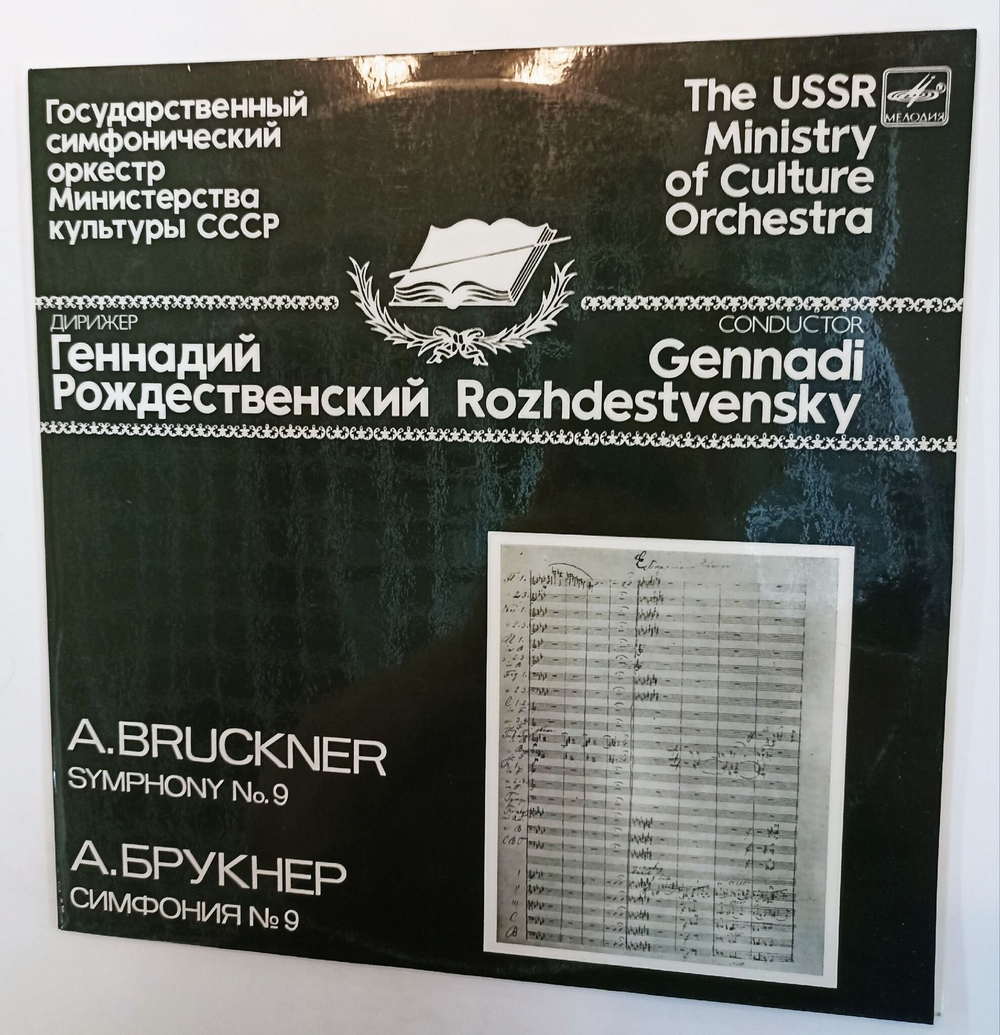 Государственный
симфонический
оркестр
Министерства
культуры СССР
The USSR
Ministry
of Culture
Orchestra
МЕЛОДИЯ
ДИРИЖЕР
Геннадий
Рождественский
CONDUCTOR
Gennadi
Rozhdestvensky
A.BRUCKNER
SYMPHONY No.9
А.БРУКНЕР
СИМФОНИЯ №9